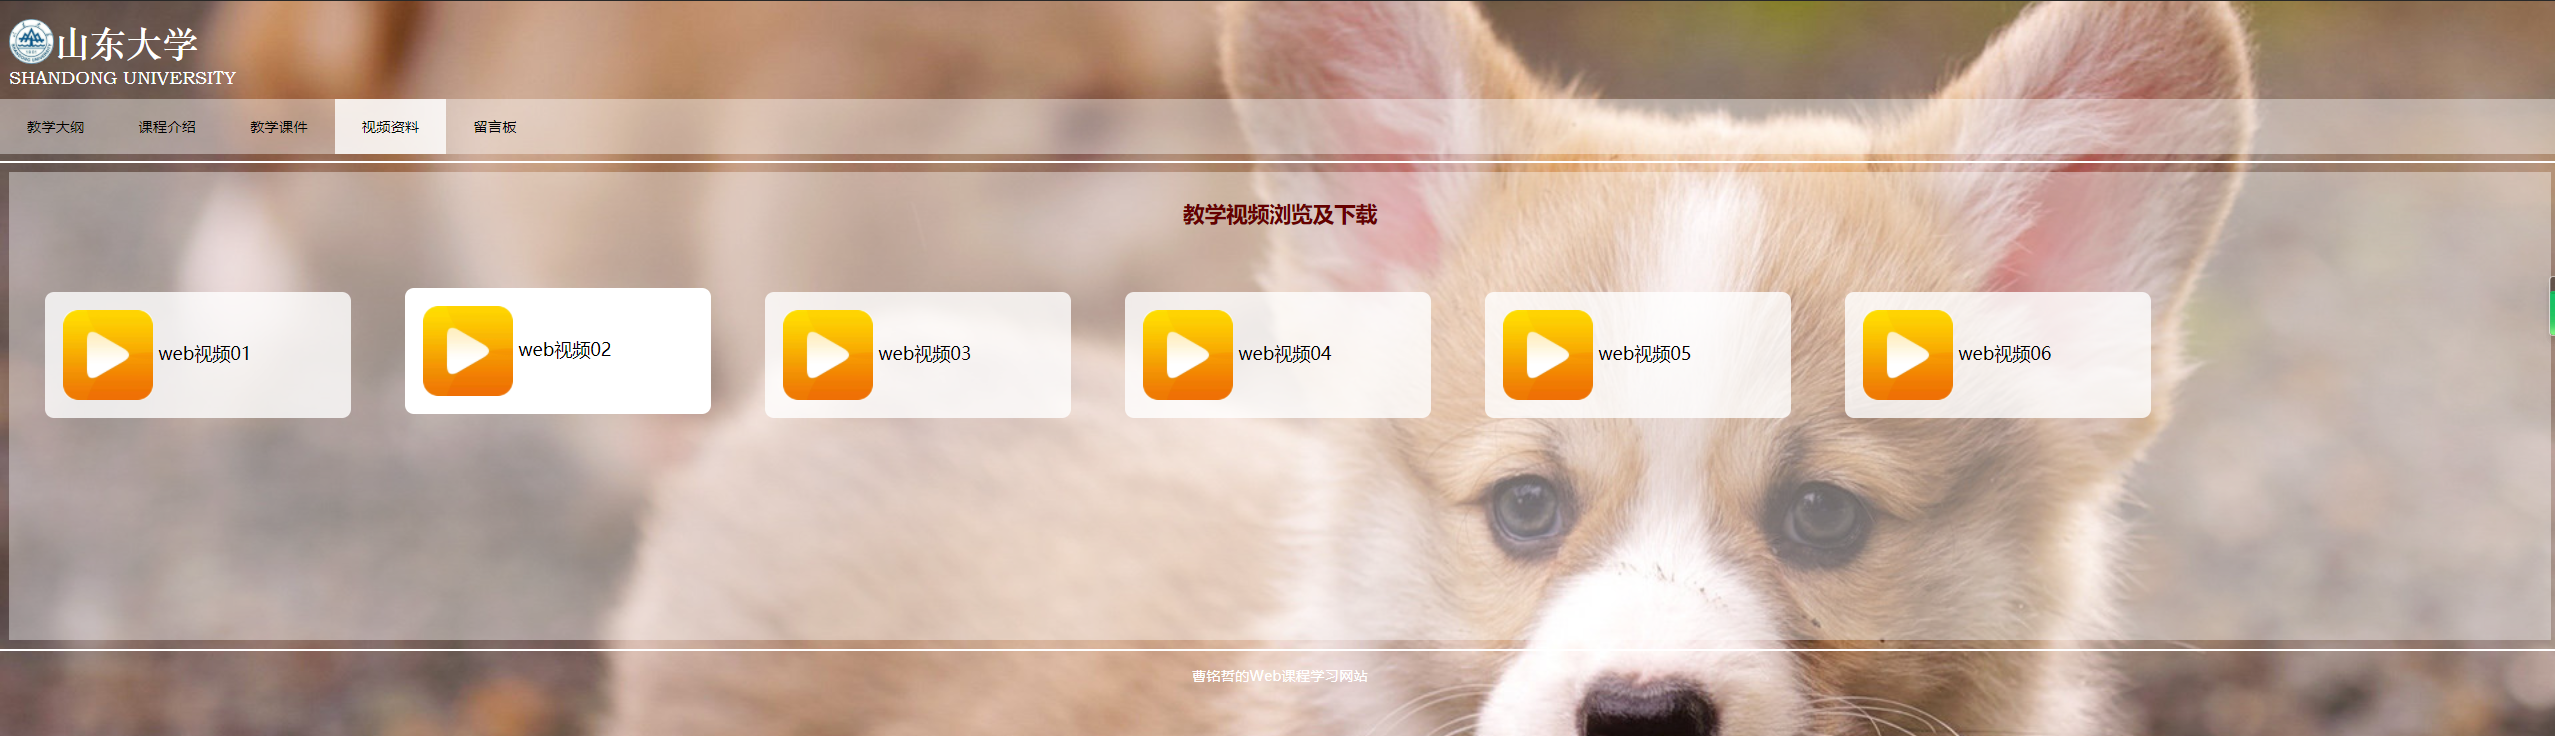 山东大学
SHANDONG UNIVERSITY
教学大纲 课程介绍 教学课件 视频资料 留言板
教学视频浏览及下载
web视频01 web视频02 web视频03 web视频04 web视频05 web视频06
曹铭哲的Web课程学习网站